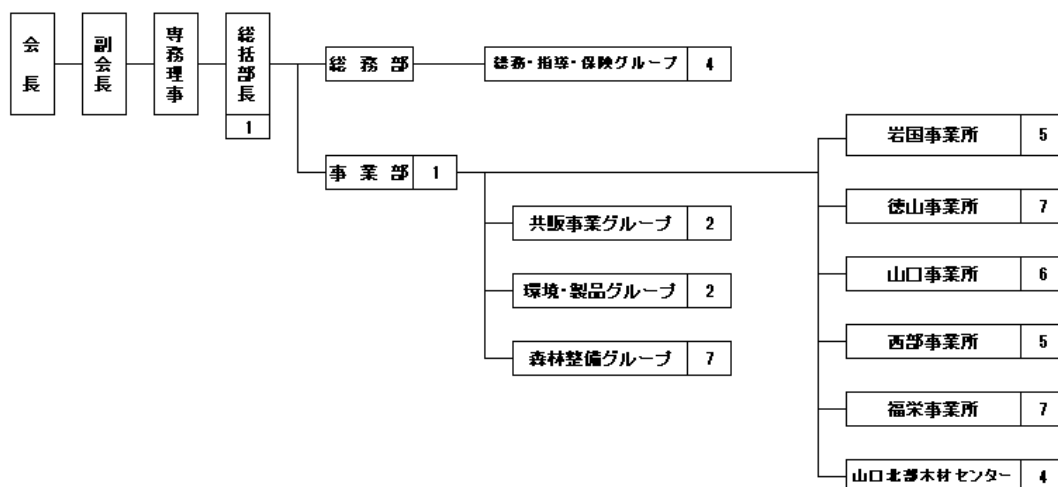 会長
副会長
専務理事
総括部長
1
総務部
総務・指導・保険グループ 4
事業部 1
共販事業グループ 2
環境・製品グループ 2
森林整備グループ 7
岩国事業所 5
徳山事業所 7
山口事業所 6
西部事業所 5
福栄事業所 7
山口北部木材センター 4